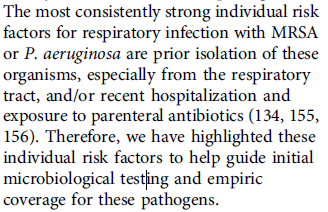 The most consistently strong individual risk
factors for respiratory infection with MRSA
or P. aeruginosa are prior isolation of these
organisms, especially from the respiratory
tract, and/or recent hospitalization and
exposure to parenteral antibiotics (134, 155,
156). Therefore, we have highlighted these
individual risk factors to help guide initial
microbiological testing and empiric
coverage for these pathogens.